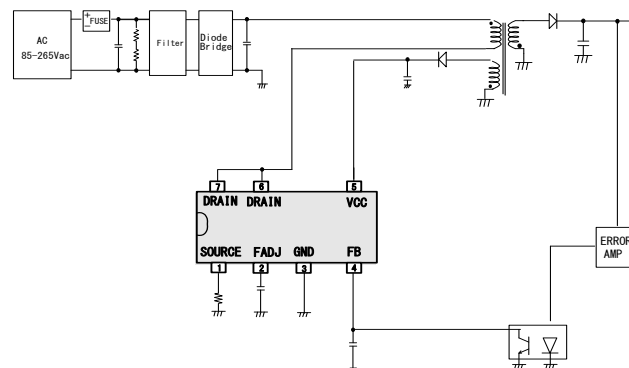 AC
85-265Vac
FUSE
Filter
Diode
Bridge
7
6
5
DRAIN
DRAIN
VCC
SOURCE
FADJ
GND
FB
1
2
3
4
ERROR
AMP